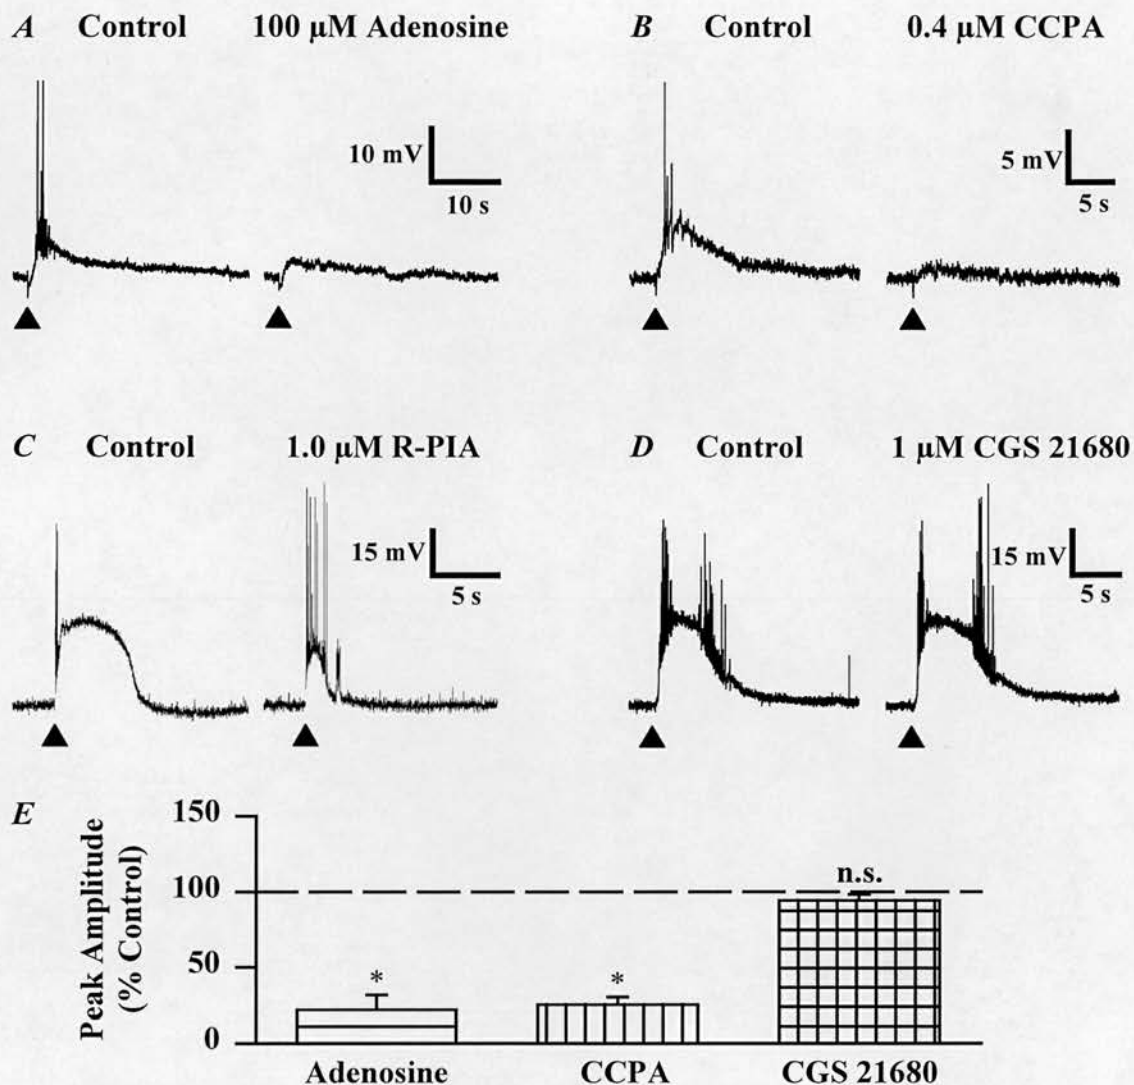 A Control 100 μM Adenosine
10 mV
10 s
B Control 0.4 μM CCPA
5 mV
5 s
C Control 1.0 μM R-PIA
15 mV
5 s
D Control 1 μM CGS 21680
15 mV
5 s
E
Peak Amplitude
(% Control)
150
100
50
0
*
*
n.s.
Adenosine CCPA CGS 21680